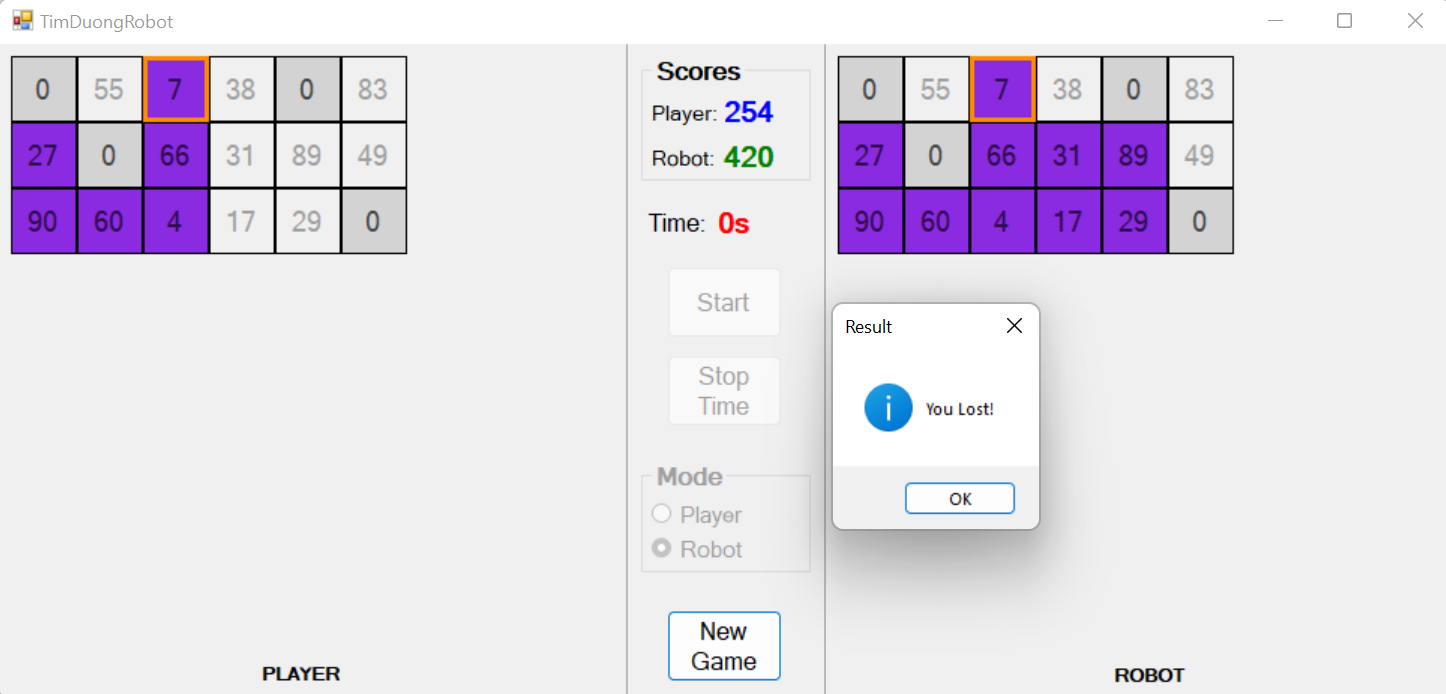 TimDuongRobot
0 55 7 38 0 83
27 0 66 31 89 49
90 60 4 17 29 0
PLAYER
Scores
Player: 254
Robot: 420
Time: 0s
Start
Stop
Time
Mode
Player
Robot
New
Game
0 55 7 38 0 83
27 0 66 31 89 49
90 60 4 17 29 0
Result
i
You Lost!
OK
ROBOT